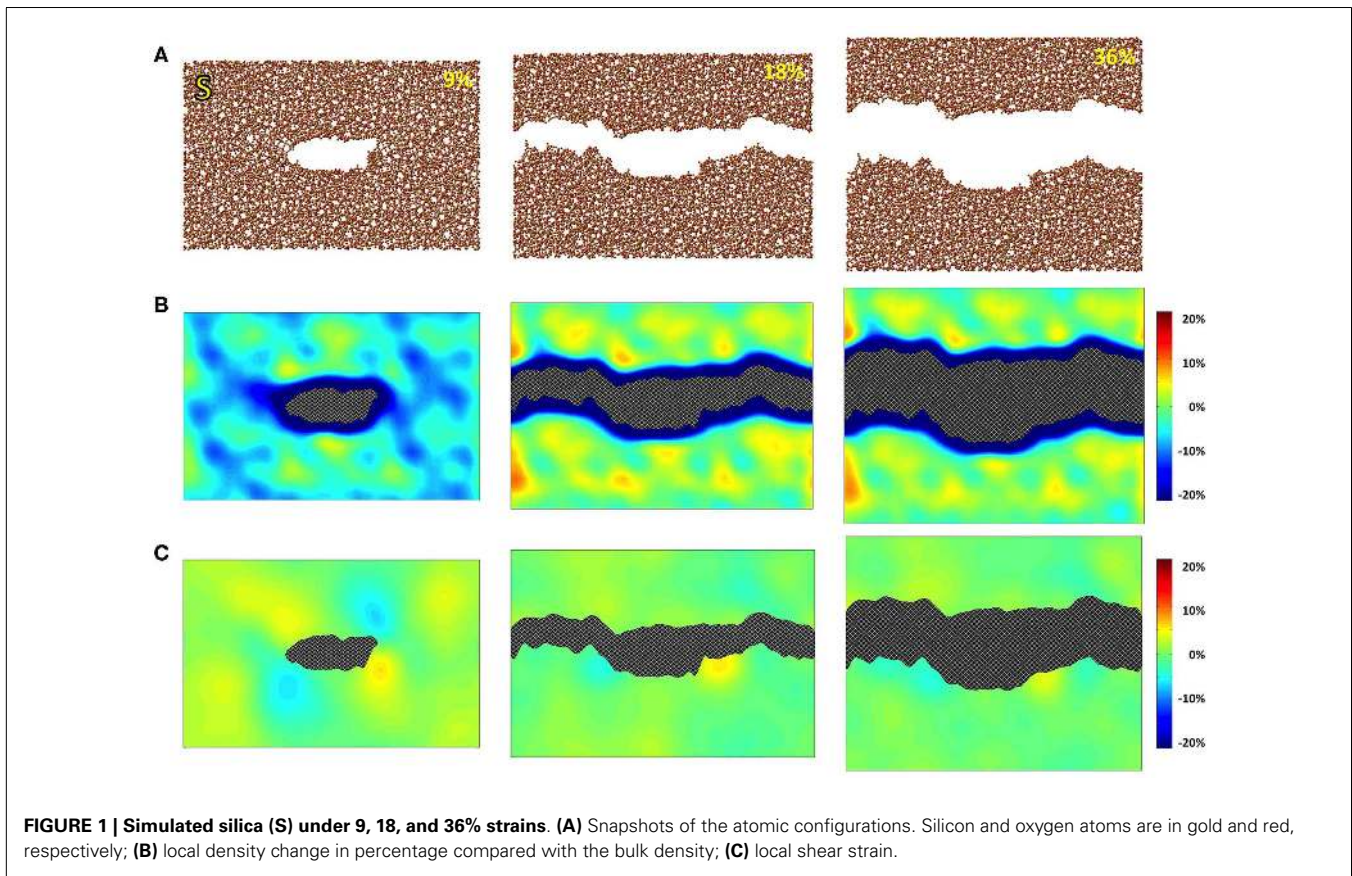 A
S
9%
18%
36%
B
20%
10%
0%
-10%
-20%
C
20%
10%
0%
-10%
-20%
FIGURE 1 | Simulated silica (S) under 9, 18, and 36% strains. (A) Snapshots of the atomic configurations. Silicon and oxygen atoms are in gold and red,
respectively; (B) local density change in percentage compared with the bulk density; (C) local shear strain.